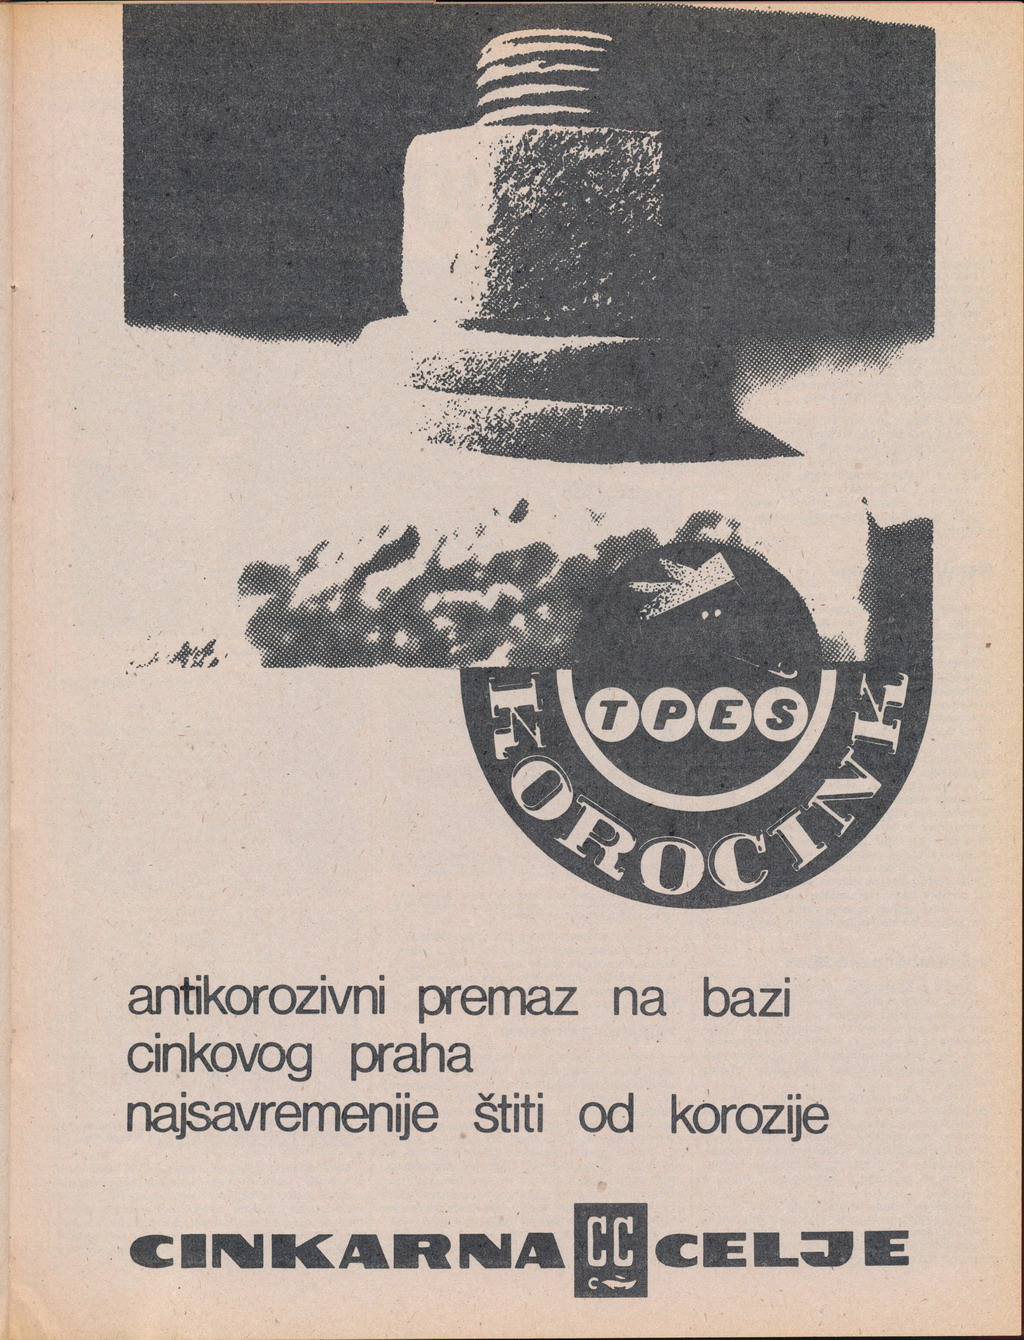 TPES
KOROCINK
antikorozivni premaz na bazi
cinkovog praha
najsavremenije štiti od korozije
CINKARNA CC CELJE
C